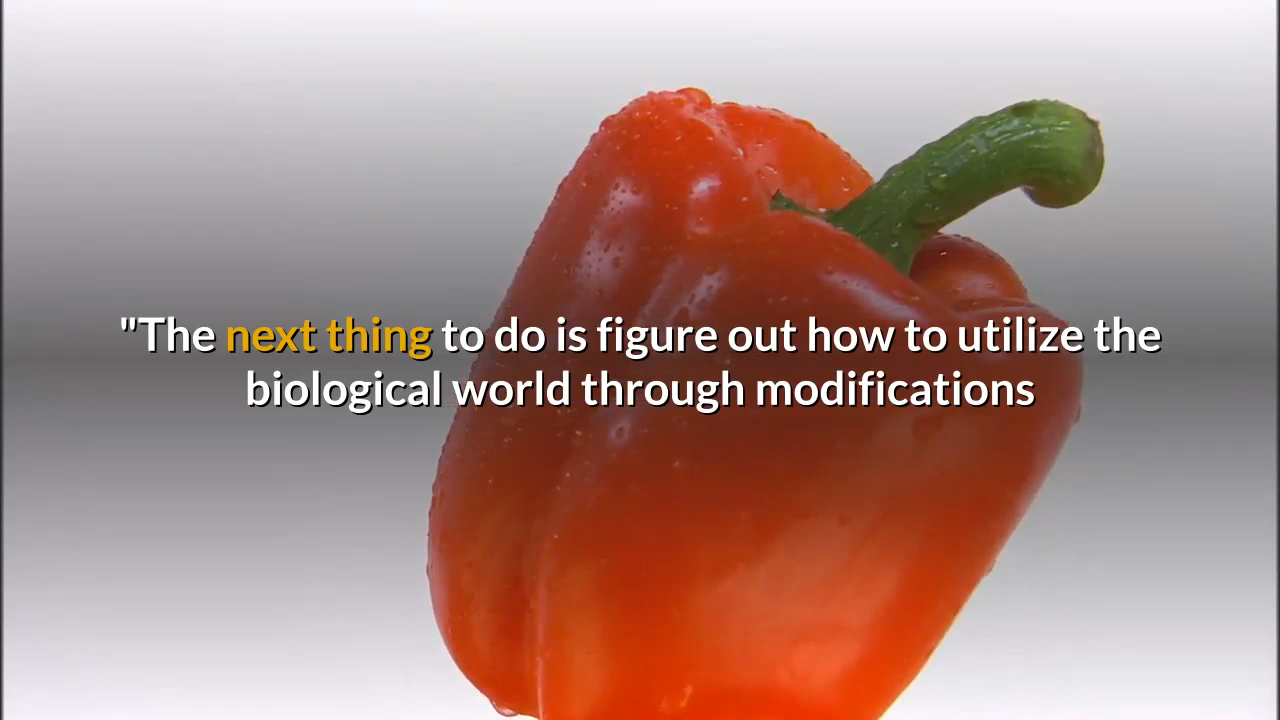 "The next thing to do is figure out how to utilize the
biological world through modifications